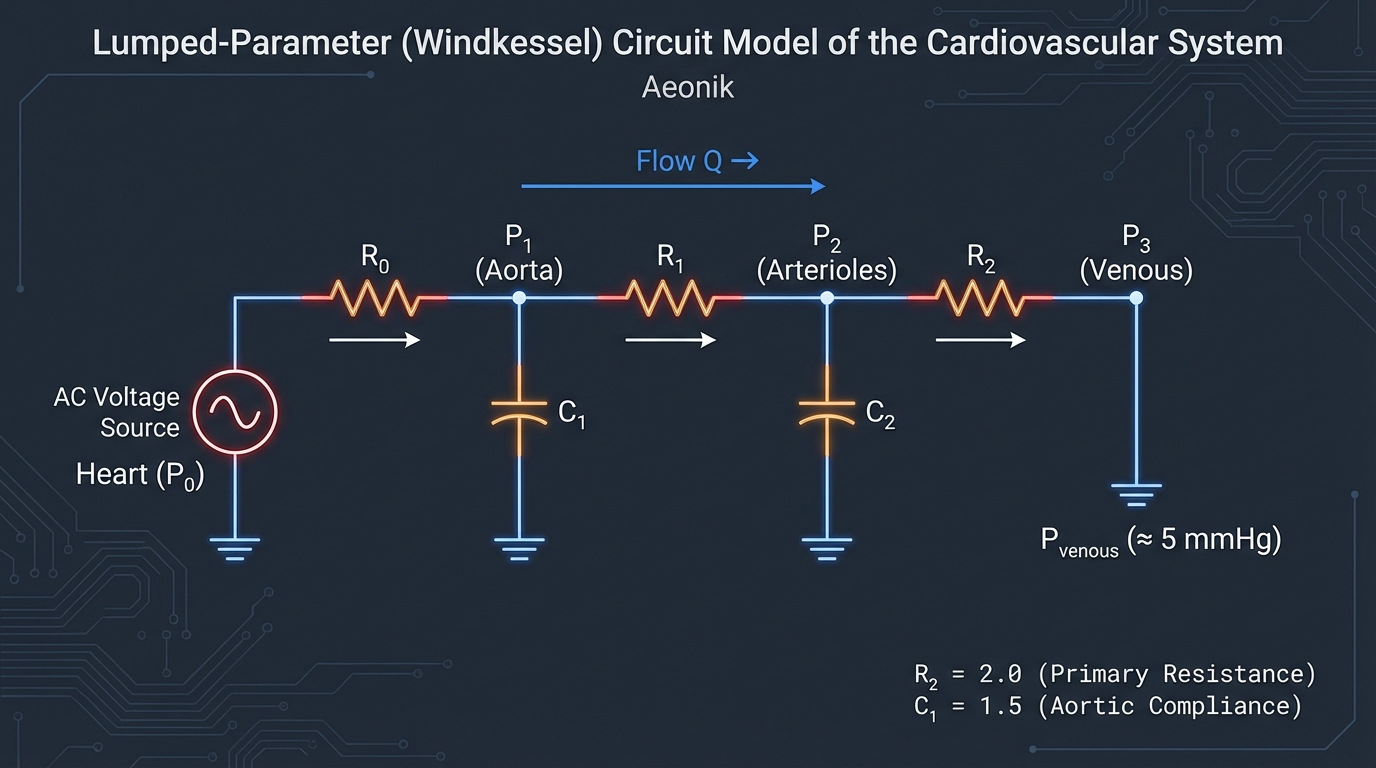 Lumped-Parameter (Windkessel) Circuit Model of the Cardiovascular System
Aeonik
Flow Q →
R₀
P₁
(Aorta)
R₁
P₂
(Arterioles)
R₂
P₃
(Venous)
AC Voltage
Source
Heart (P₀)
C₁
C₂
P_venous (≈ 5 mmHg)
R₂ = 2.0 (Primary Resistance)
C₁ = 1.5 (Aortic Compliance)